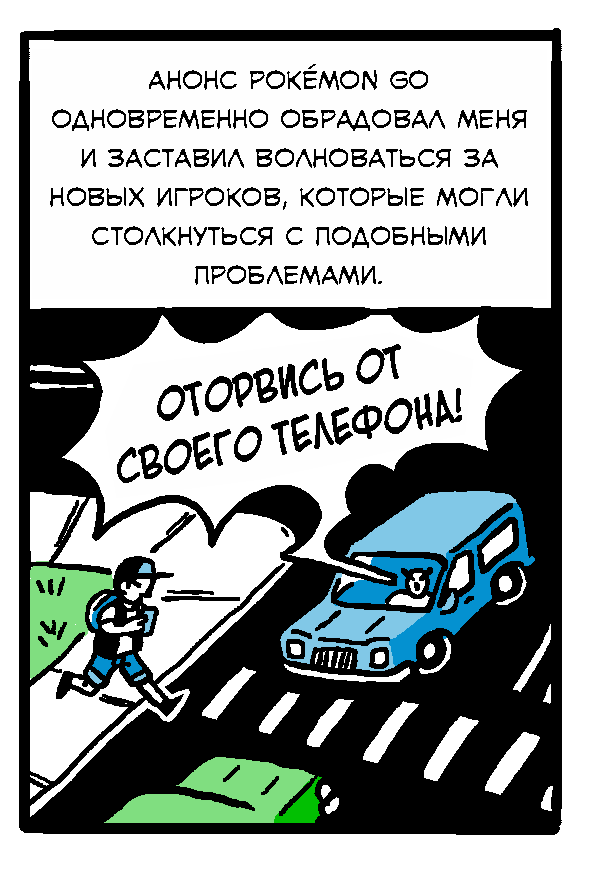 АНОНС POKÉMON GO
ОДНОВРЕМЕННО ОБРАДОВАЛ МЕНЯ
И ЗАСТАВИЛ ВОЛНОВАТЬСЯ ЗА
НОВЫХ ИГРОКОВ, КОТОРЫЕ МОГЛИ
СТОЛКНУТЬСЯ С ПОДОБНЫМИ
ПРОБЛЕМАМИ.
ОТОРВИСЬ ОТ
СВОЕГО ТЕЛЕФОНА!